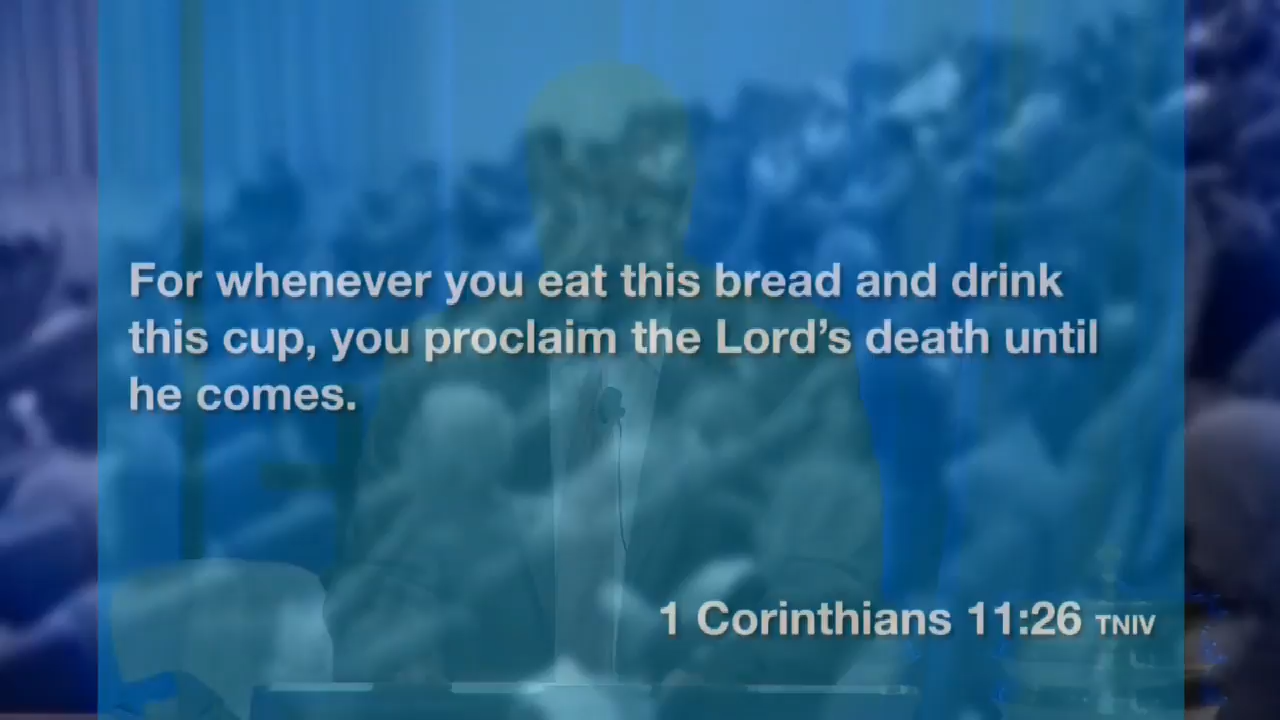 For whenever you eat this bread and drink
this cup, you proclaim the Lord’s death until
he comes.
1 Corinthians 11:26 TNIV